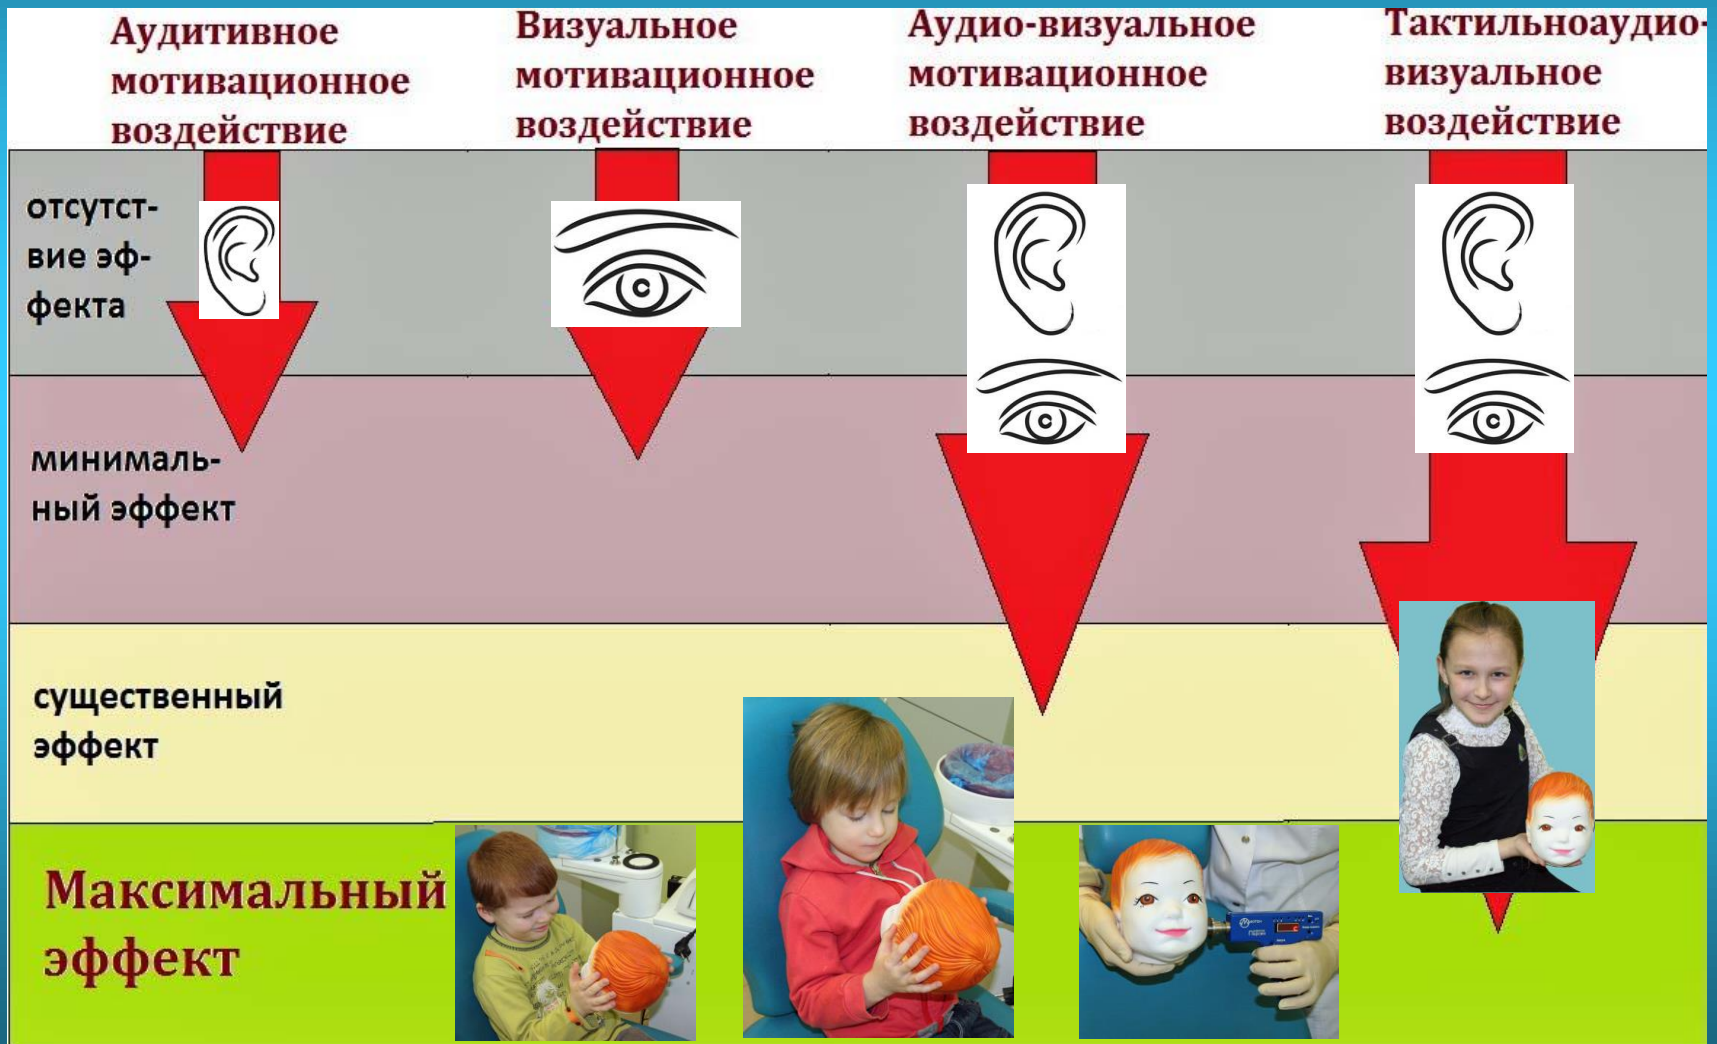 Аудитивное
мотивационное
воздействие
Визуальное
мотивационное
воздействие
Аудио-визуальное
мотивационное
воздействие
Тактильноаудио-
визуальное
воздействие
отсутст-
вие эф-
фекта
минималь-
ный эффект
существенный
эффект
Максимальный
эффект